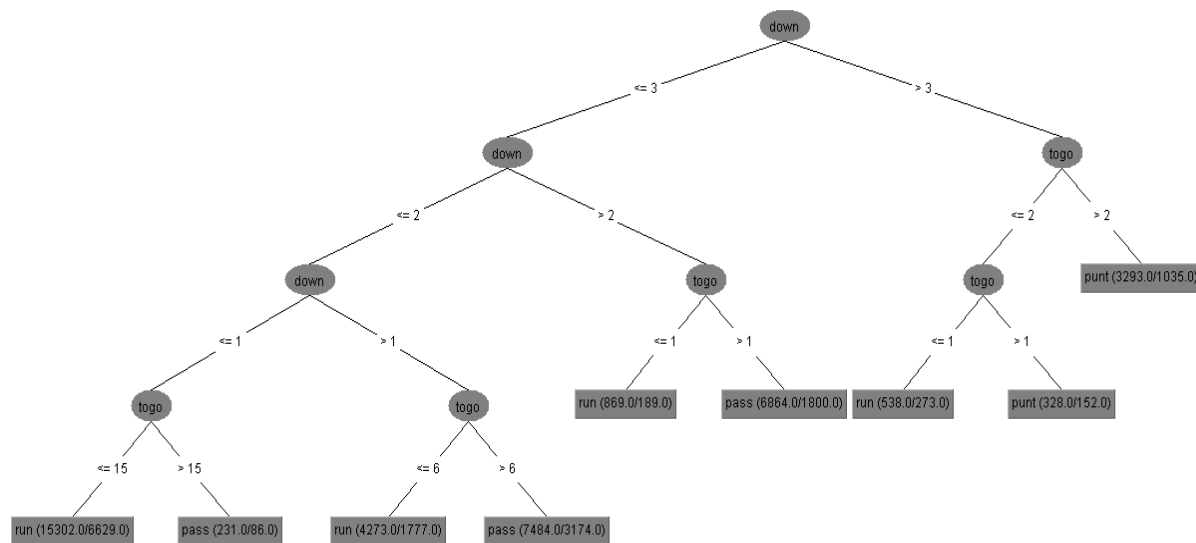 down
<= 3
> 3
down
togo
<= 2
> 2
<= 2
> 2
down
togo
togo
punt (3293.0/1035.0)
<= 1
> 1
<= 1
> 1
<= 1
> 1
togo
togo
run (869.0/189.0)
pass (6864.0/1800.0)
run (538.0/273.0)
punt (328.0/152.0)
<= 15
> 15
<= 6
> 6
run (15302.0/6629.0)
pass (231.0/86.0)
run (4273.0/1777.0)
pass (7484.0/3174.0)